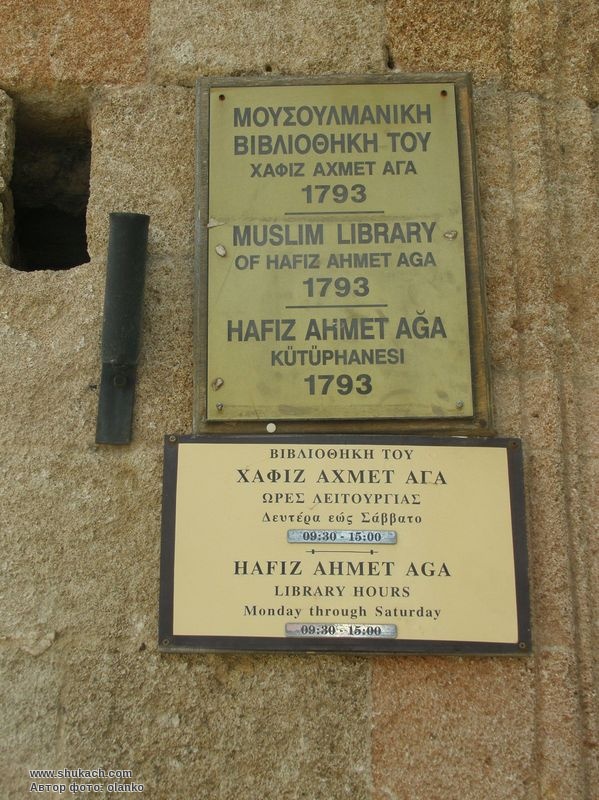 ΜΟΥΣΟΥΛΜΑΝΙΚΗ
ΒΙΒΛΙΟΘΗΚΗ ΤΟΥ
ΧΑΦΙΖ ΑΧΜΕΤ ΑΓΑ
1793
MUSLIM LIBRARY
OF HAFIZ AHMET AGA
1793
HAFIZ AHMET AĞA
KÜTÜPHANESI
1793
ΒΙΒΛΙΟΘΗΚΗ ΤΟΥ
ΧΑΦΙΖ ΑΧΜΕΤ ΑΓΑ
ΩΡΕΣ ΛΕΙΤΟΥΡΓΙΑΣ
Δευτέρα εώς Σάββατο
09:30 - 15:00
HAFIZ AHMET AGA
LIBRARY HOURS
Monday through Saturday
09:30 - 15:00
www.shukach.com
Автор фото: olanko